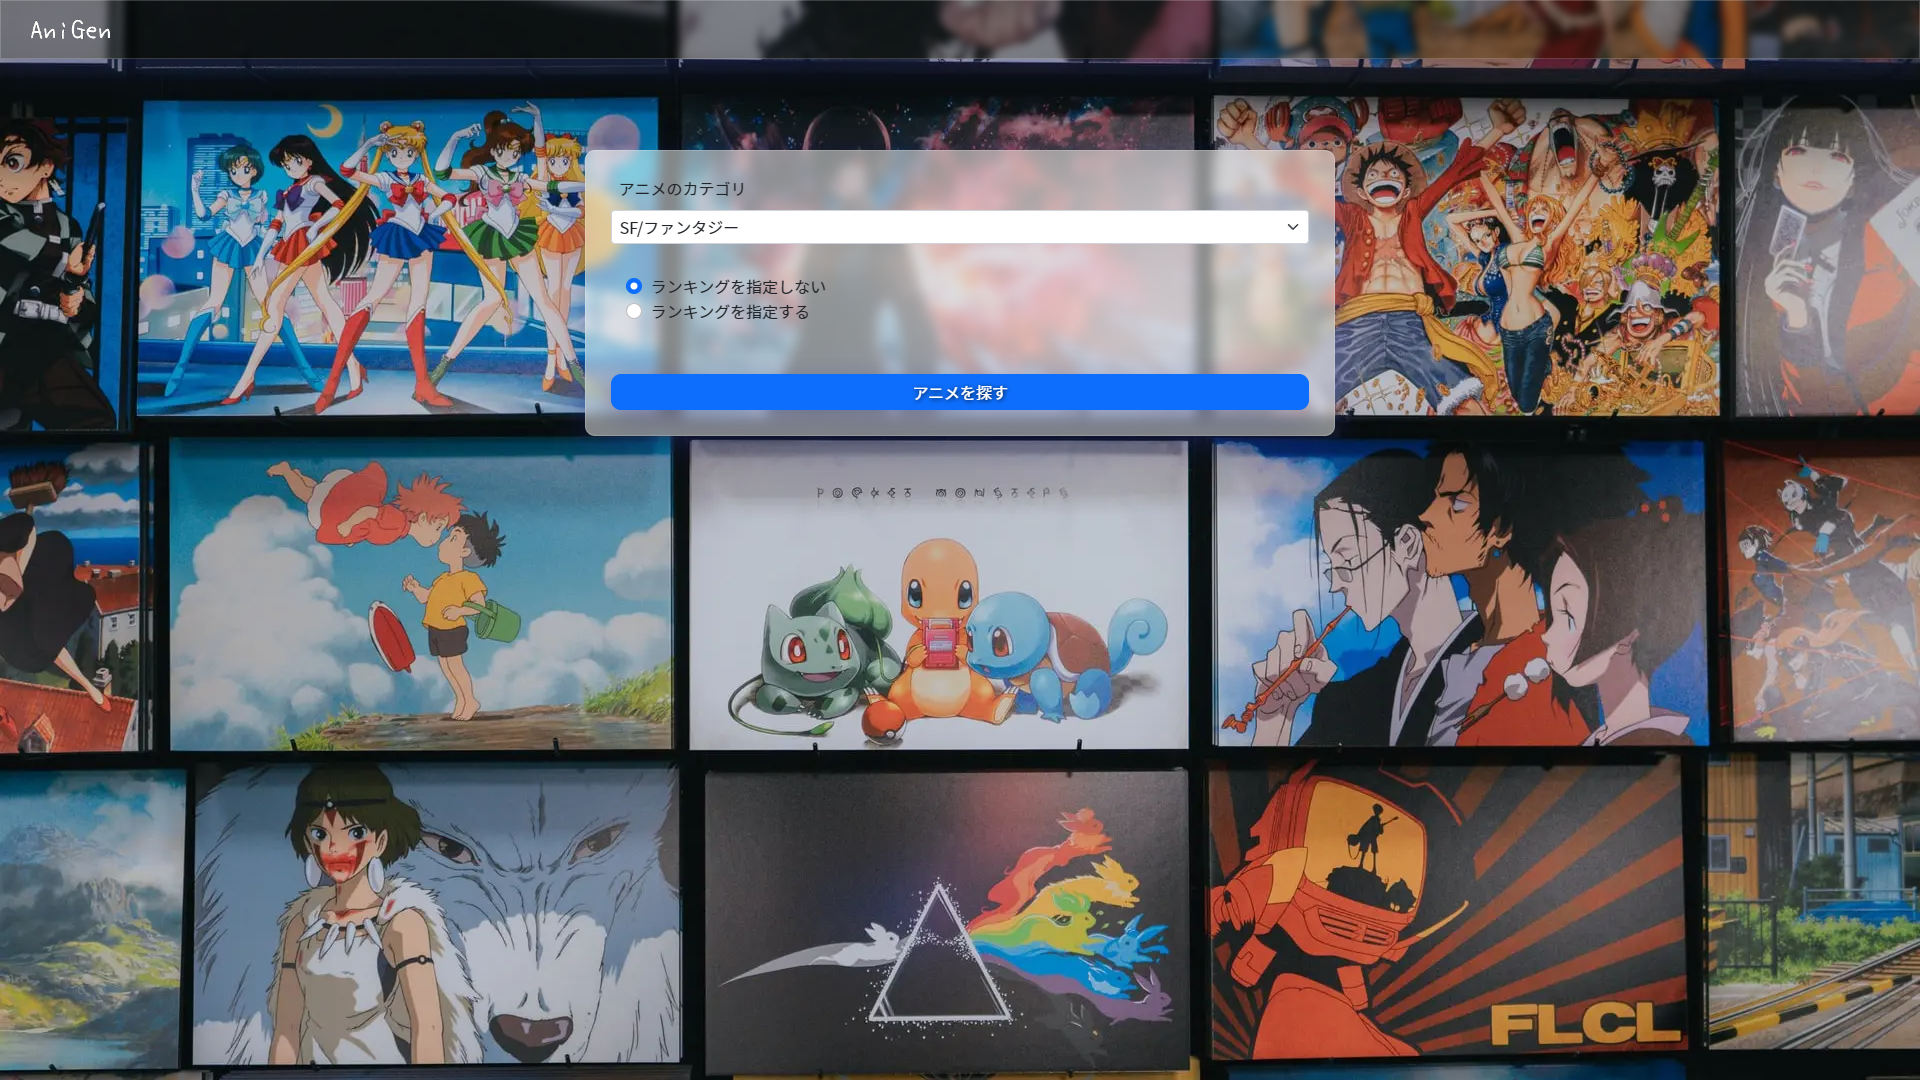 AniGen
アニメのカテゴリ
SF/ファンタジー
ランキングを指定しない
ランキングを指定する
アニメを探す
POCKET MONSTERS
FLCL